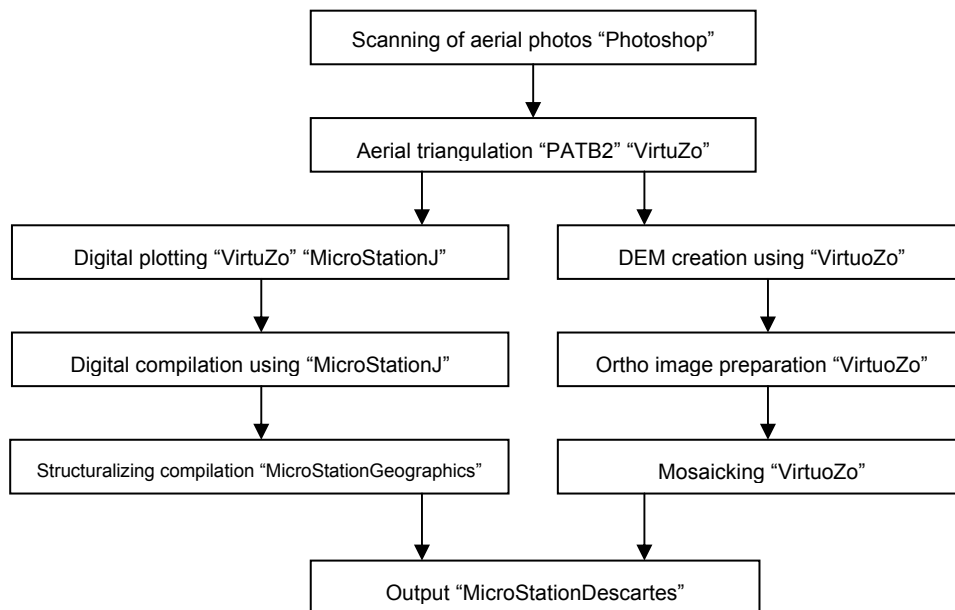 Scanning of aerial photos “Photoshop”
Aerial triangulation “PATB2” “VirtuZo”
Digital plotting “VirtuZo” “MicroStationJ”
DEM creation using “VirtuoZo”
Digital compilation using “MicroStationJ”
Ortho image preparation “VirtuoZo”
Structuralizing compilation “MicroStationGeographics”
Mosaicking “VirtuoZo”
Output “MicroStationDescartes”